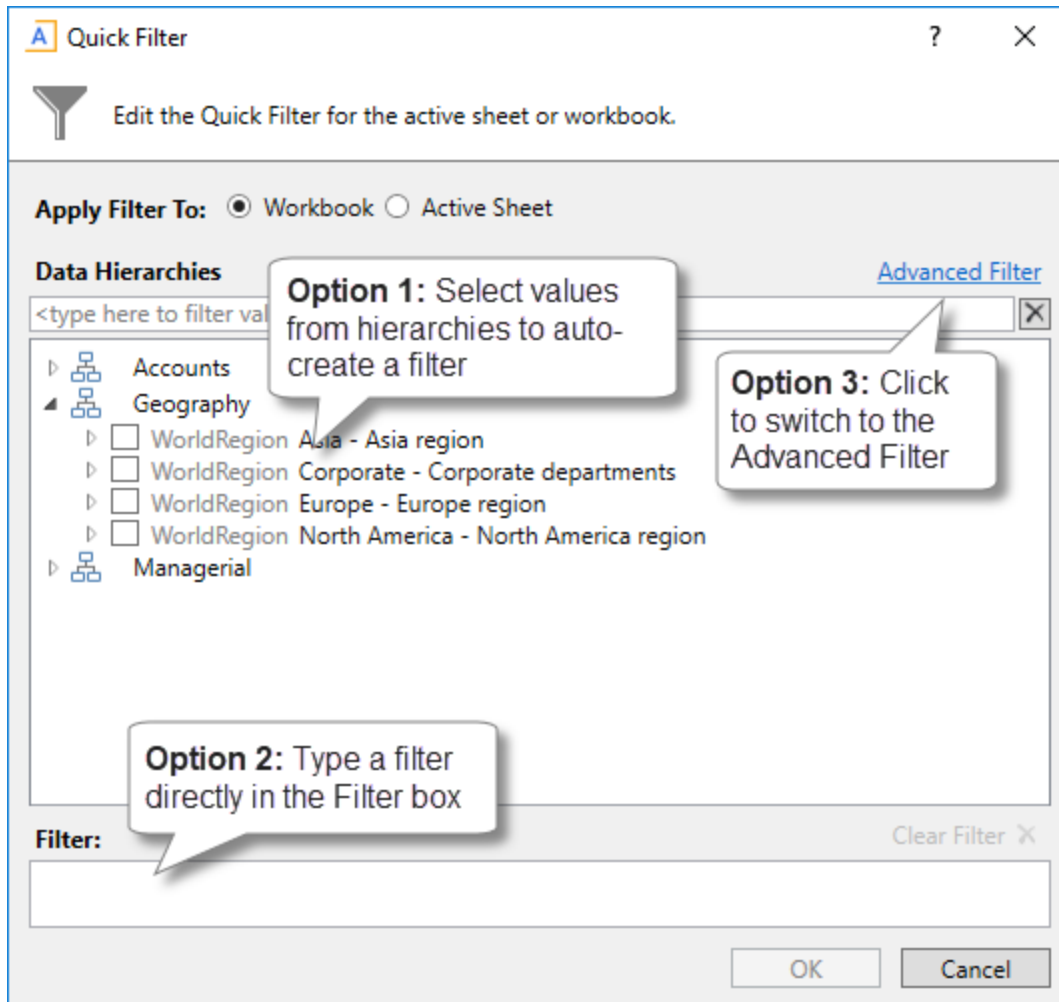 A Quick Filter ?
Edit the Quick Filter for the active sheet or workbook.
Apply Filter To: Workbook Active Sheet
Data Hierarchies
Advanced Filter
<type here to filter val
Option 1: Select values
from hierarchies to auto-
create a filter
Accounts
Geography
WorldRegion Asia - Asia region
WorldRegion Corporate - Corporate departments
WorldRegion Europe - Europe region
WorldRegion North America - North America region
Managerial
Option 3: Click
to switch to the
Advanced Filter
Option 2: Type a filter
directly in the Filter box
Filter:
Clear Filter
OK
Cancel